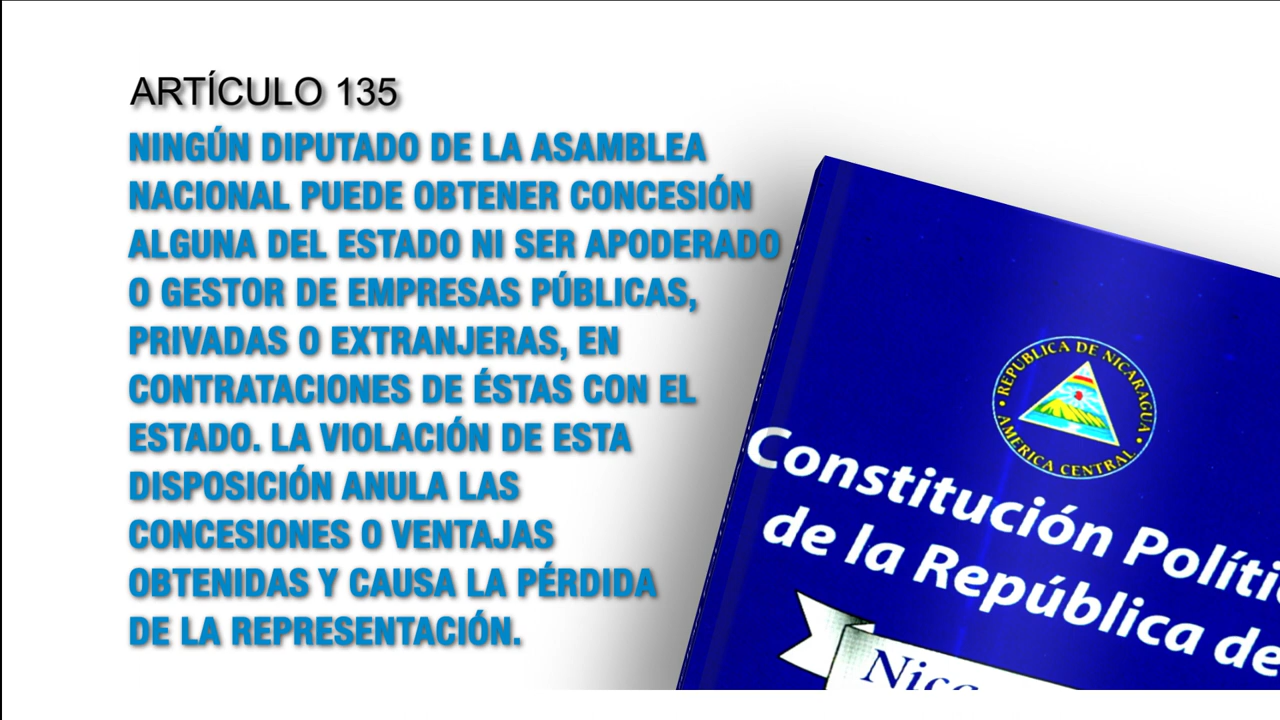 ARTÍCULO 135
NINGÚN DIPUTADO DE LA ASAMBLEA
NACIONAL PUEDE OBTENER CONCESIÓN
ALGUNA DEL ESTADO NI SER APODERADO
O GESTOR DE EMPRESAS PÚBLICAS,
PRIVADAS O EXTRANJERAS, EN
CONTRATACIONES DE ÉSTAS CON EL
ESTADO. LA VIOLACIÓN DE ESTA
DISPOSICIÓN ANULA LAS
CONCESIONES O VENTAJAS
OBTENIDAS Y CAUSA LA PÉRDIDA
DE LA REPRESENTACIÓN.
REPÚBLICA DE NICARAGUA
AMÉRICA CENTRAL
Constitución Políti
de la República de